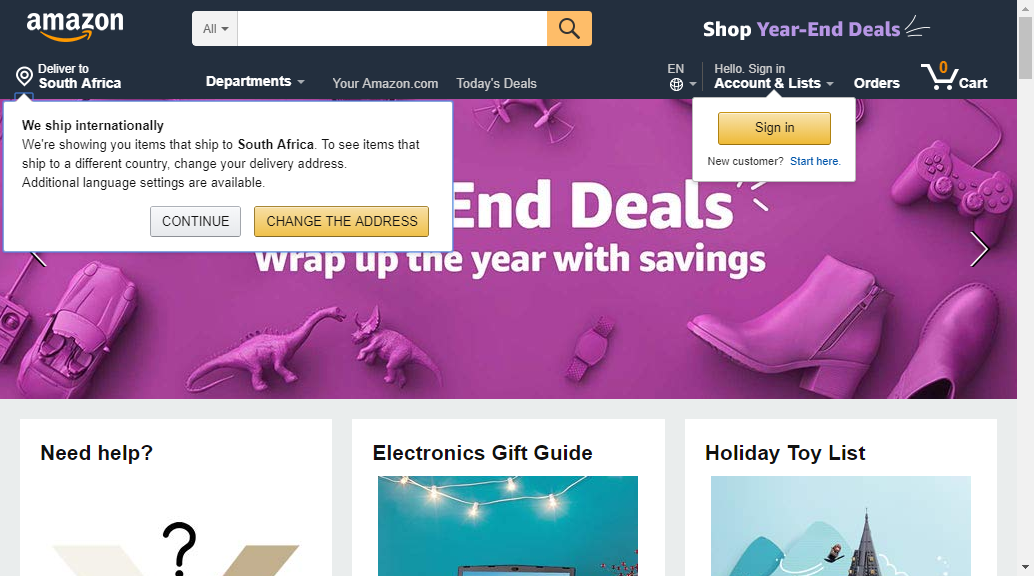 amazon
All
Shop Year-End Deals
Deliver to
South Africa
Departments
Your Amazon.com
Today's Deals
EN
Hello. Sign in
Account & Lists
Orders
0
Cart
We ship internationally
We're showing you items that ship to South Africa. To see items that
ship to a different country, change your delivery address.
Additional language settings are available.
CONTINUE
CHANGE THE ADDRESS
Sign in
New customer? Start here.
End Deals
Wrap up the year with savings
Need help?
Electronics Gift Guide
Holiday Toy List
?